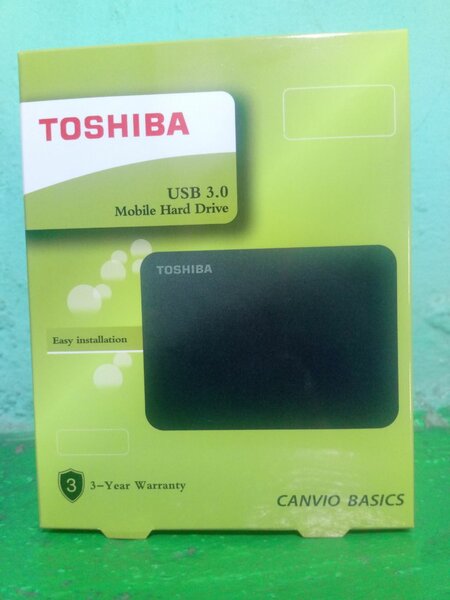 TOSHIBA
USB 3.0
Mobile Hard Drive
TOSHIBA
Easy installation
3
3-Year Warranty
CANVIO BASICS